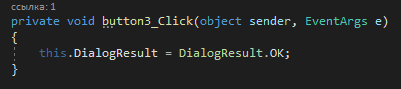 ссылка: 1
private void button3_Click(object sender, EventArgs e)
{
this.DialogResult = DialogResult.OK;
}